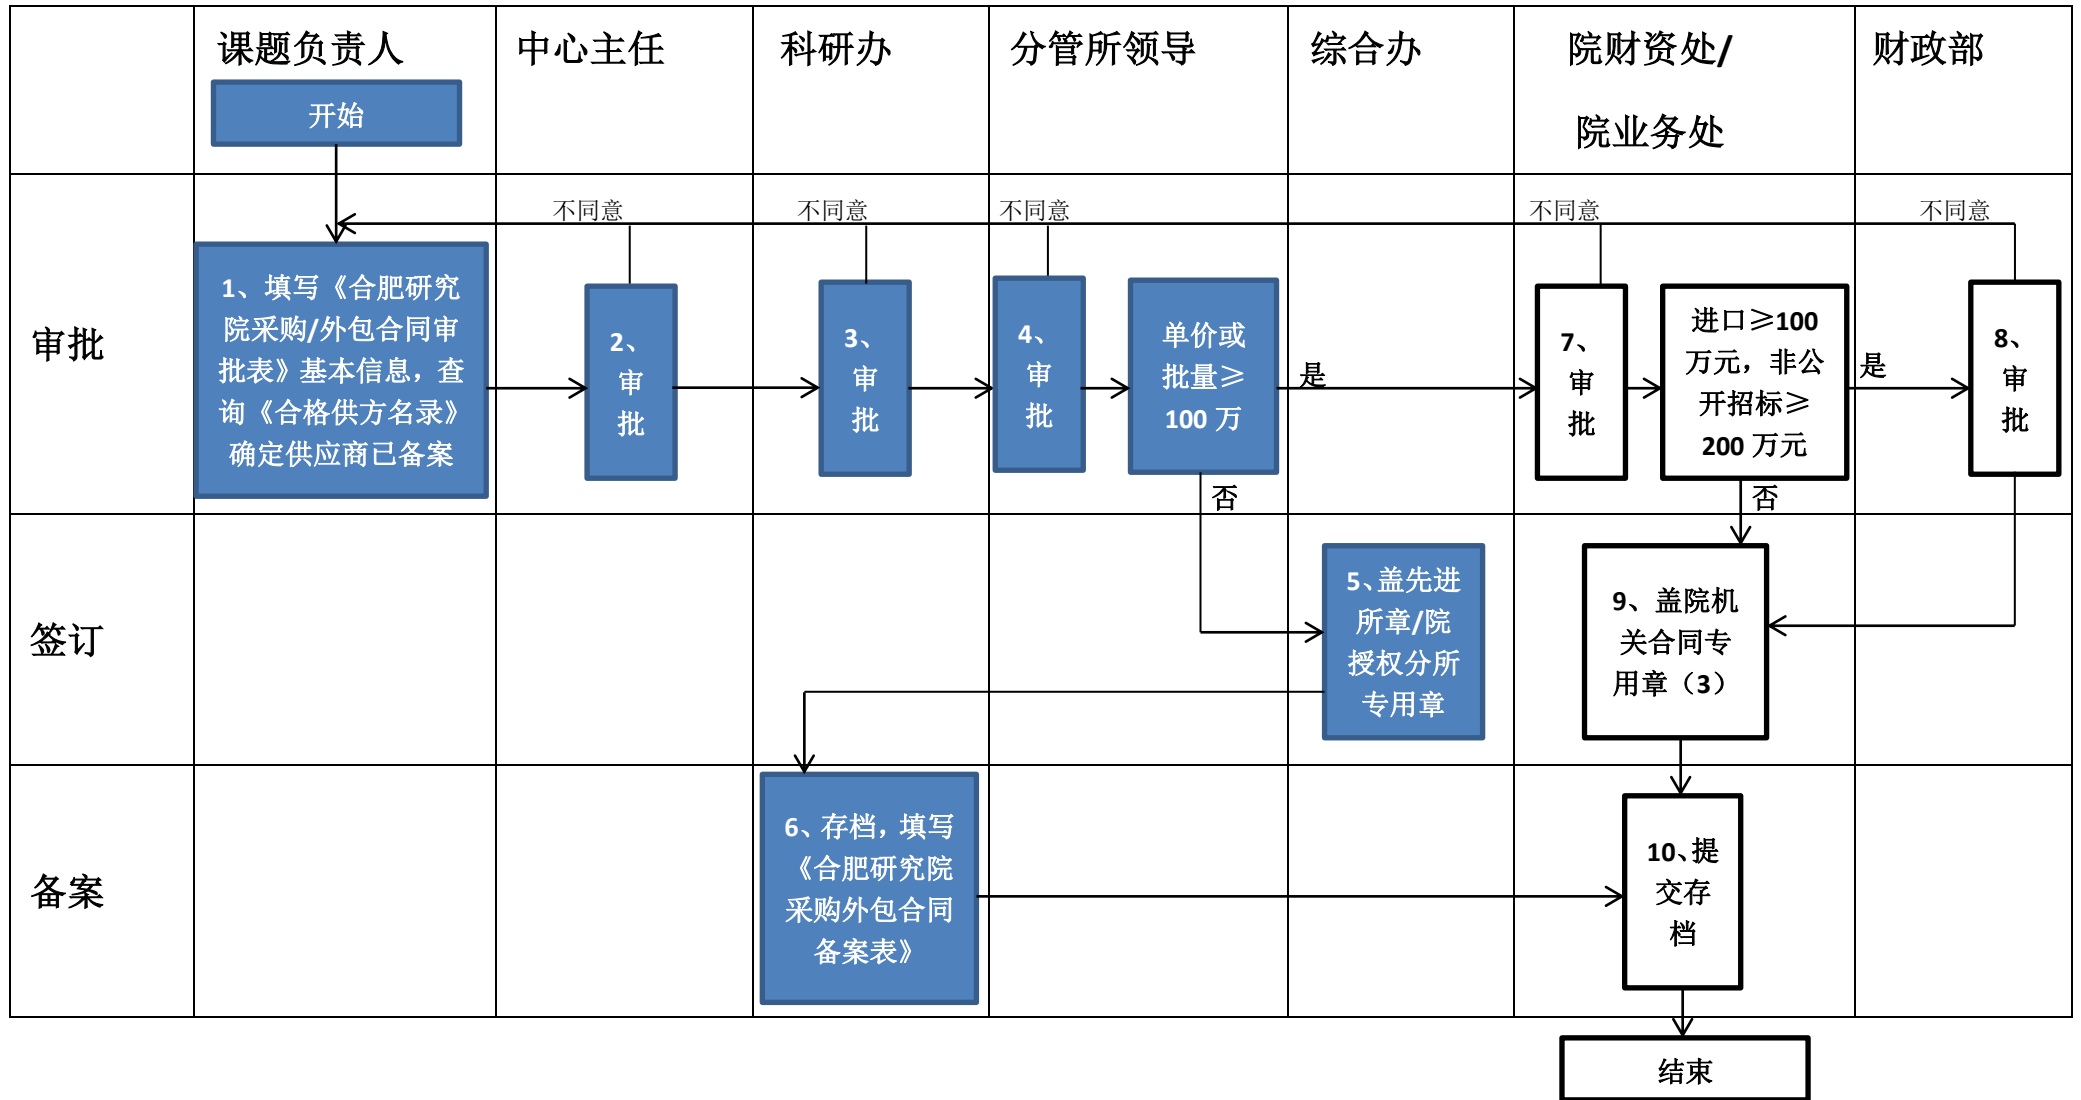 课题负责人
中心主任
科研办
分管所领导
综合办
院财资处/
院业务处
财政部
开始
不同意
不同意
不同意
不同意
不同意
审批
1、填写《合肥研究
院采购/外包合同审
批表》基本信息，查
询《合格供方名录》
确定供应商已备案
2、
审
批
3、
审
批
4、
审
批
单价或
批量≥
100 万
是
否
7、
审
批
进口≥100
万元，非公
开招标≥
200 万元
是
否
8、
审
批
签订
5、盖先进
所章/院
授权分所
专用章
9、盖院机
关合同专
用章（3）
备案
6、存档，填写
《合肥研究院
采购外包合同
备案表》
10、提
交存
档
结束